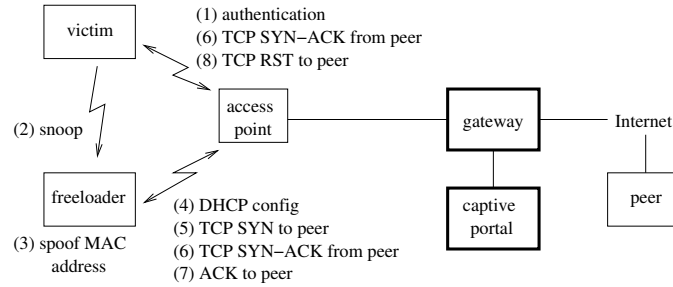 victim
(1) authentication
(6) TCP SYN−ACK from peer
(8) TCP RST to peer
access
point
gateway
Internet
(2) snoop
freeloader
captive
portal
peer
(3) spoof MAC
address
(4) DHCP config
(5) TCP SYN to peer
(6) TCP SYN−ACK from peer
(7) ACK to peer